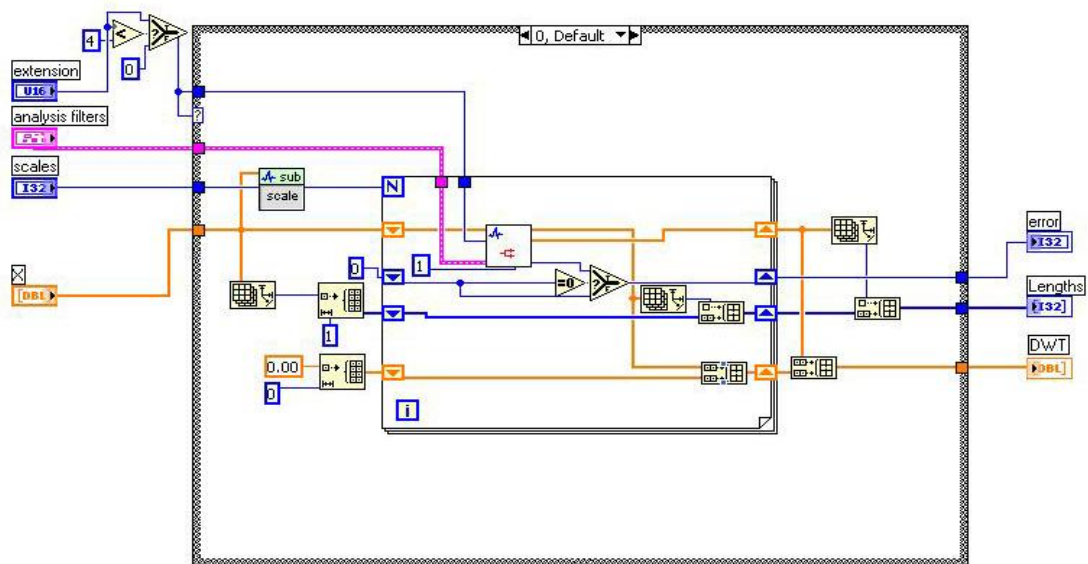 0, Default
4
<
?
T
F
0
extension
U16
?
analysis filters
scales
I32
sub
scale
N
X
[DBL
0
1
=0
?
1
0.00
0
i
error
I32
Lengths
I32]
DWT
DBL]